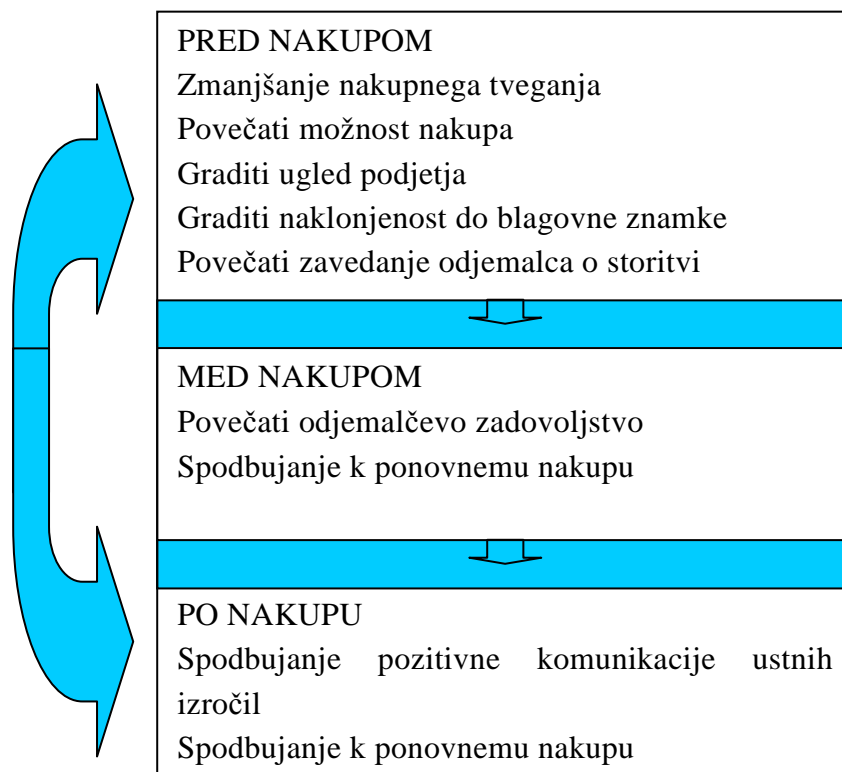 PRED NAKUPOM
Zmanjšanje nakupnega tveganja
Povečati možnost nakupa
Graditi ugled podjetja
Graditi naklonjenost do blagovne znamke
Povečati zavedanje odjemalca o storitvi
MED NAKUPOM
Povečati odjemalčevo zadovoljstvo
Spodbujanje k ponovnemu nakupu
PO NAKUPU
Spodbujanje pozitivne komunikacije ustnih
izročil
Spodbujanje k ponovnemu nakupu